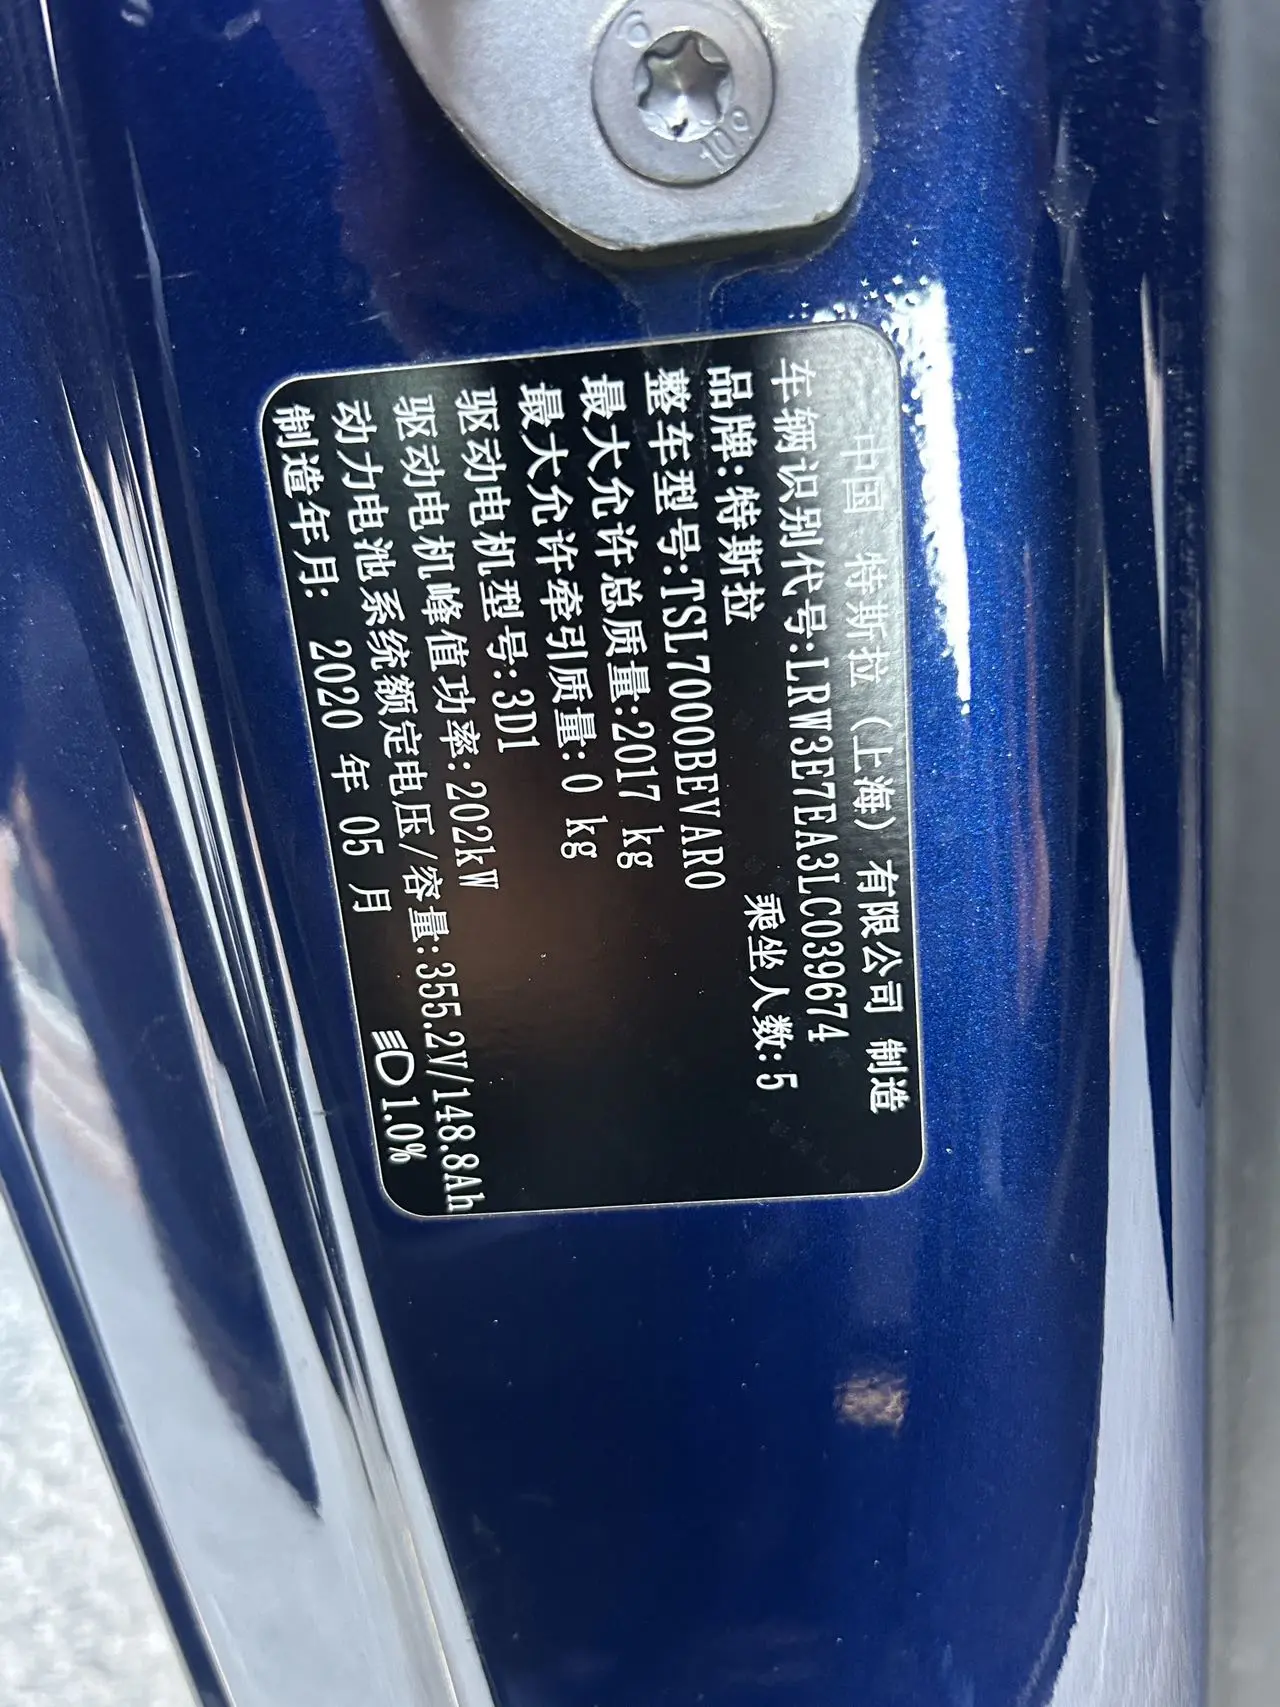 10.9
中国 特斯拉(上海)有限公司 制造
车辆识别代号:LRW3E7EA3LC039674
品牌:特斯拉 乘坐人数:5
整车型号:TSL7000BEVAR0
最大允许总质量:2017 kg
最大允许牵引质量:0 kg
驱动电机型号:3D1
驱动电机峰值功率:202kW
动力电池系统额定电压/容量:355.2V/148.8Ah
制造年月: 2020 年 05 月 1.0%